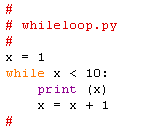 #
# whileloop.py
#
x = 1
while x < 10:
    print (x)
    x = x + 1
#